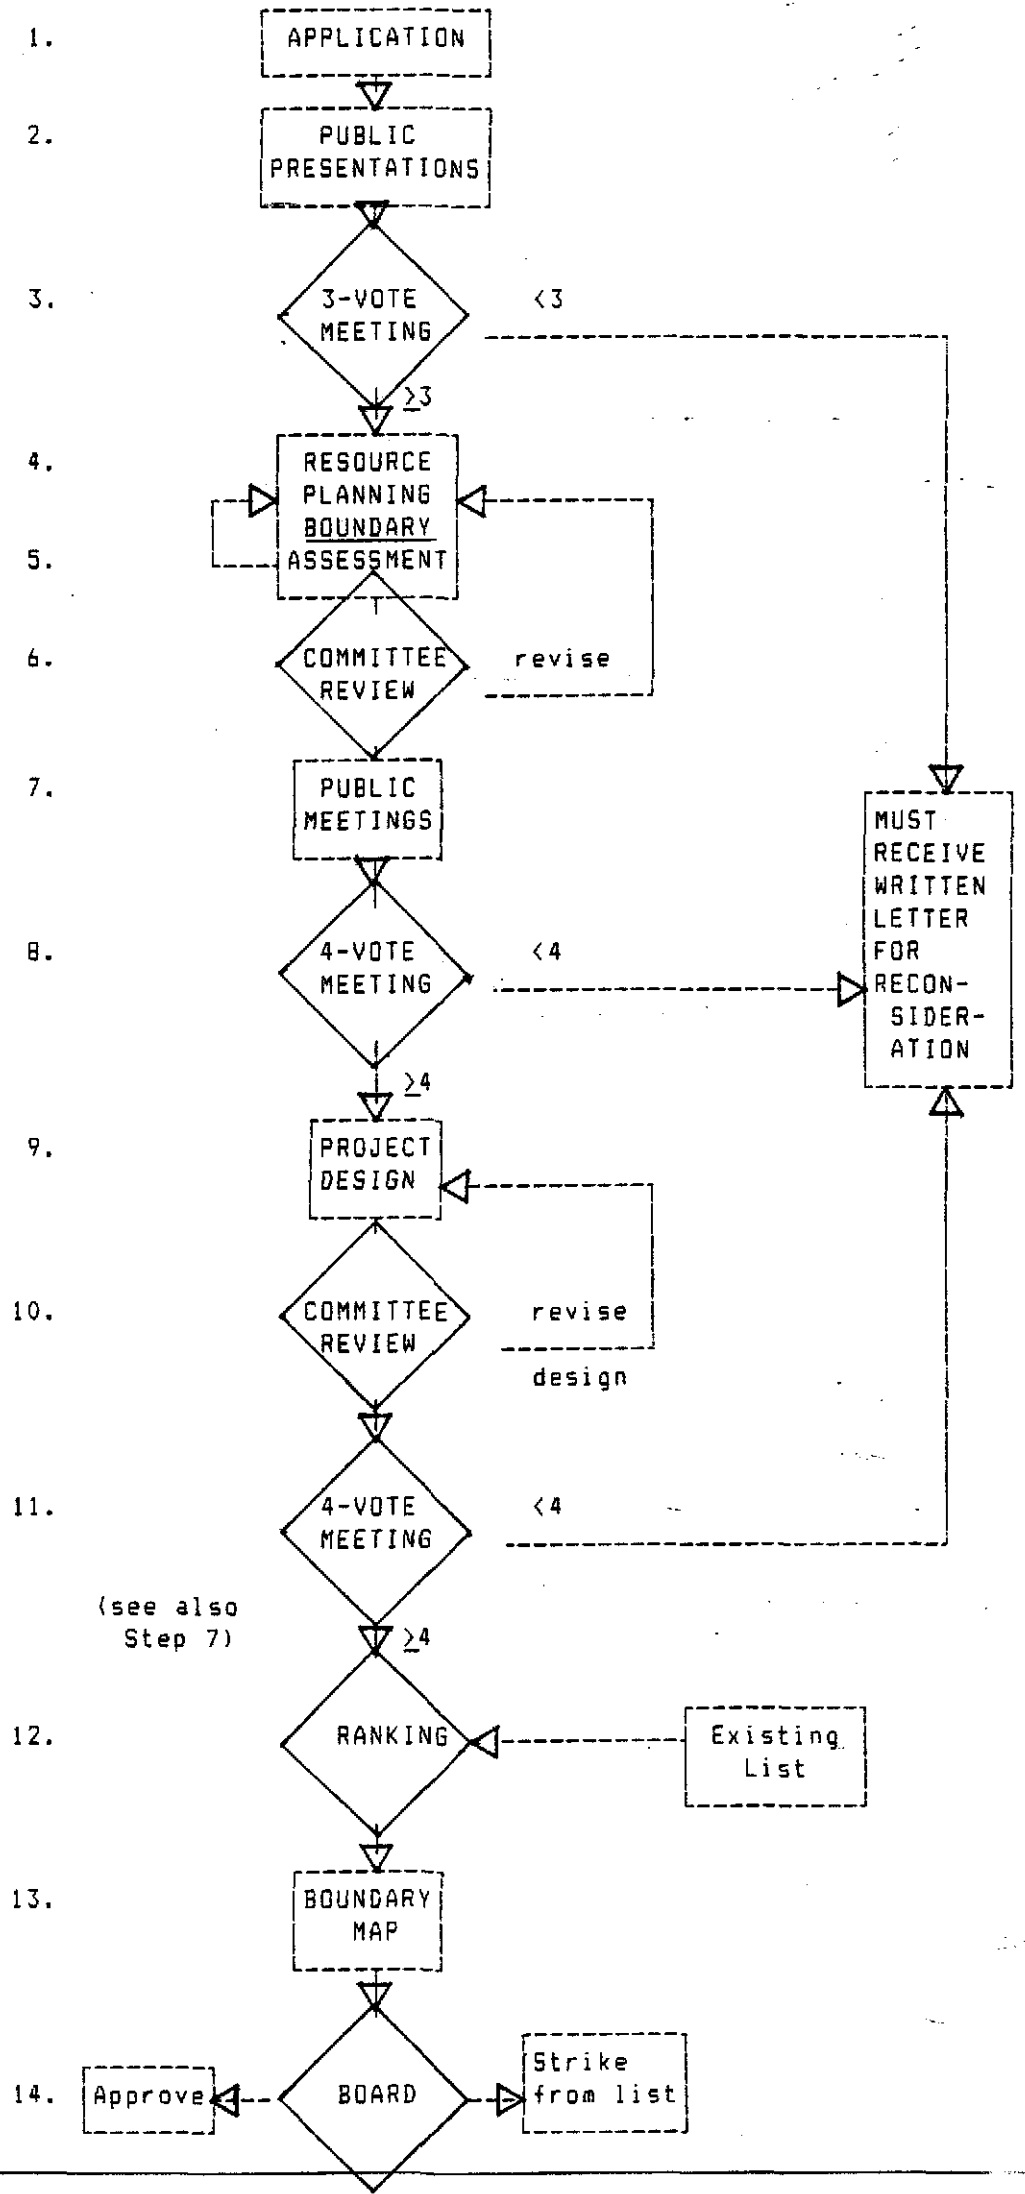 1.
APPLICATION
2.
PUBLIC
PRESENTATIONS
3.
3-VOTE
MEETING
<3
≥3
4.
RESOURCE
PLANNING
BOUNDARY
5.
ASSESSMENT
6.
COMMITTEE
REVIEW
revise
7.
PUBLIC
MEETINGS
MUST
RECEIVE
WRITTEN
LETTER
FOR
RECON-
SIDER-
ATION
8.
4-VOTE
MEETING
<4
≥4
9.
PROJECT
DESIGN
10.
COMMITTEE
REVIEW
revise
design
11.
4-VOTE
MEETING
<4
(see also
Step 7)
≥4
12.
RANKING
Existing
List
13.
BOUNDARY
MAP
14.
Approve
BOARD
Strike
from list